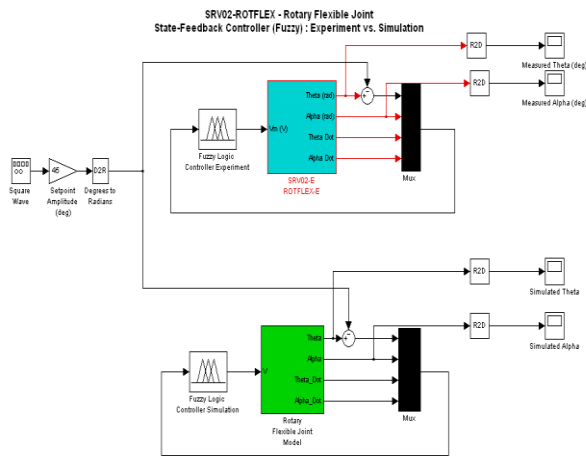 SRV02-ROTFLEX - Rotary Flexible Joint
State-Feedback Controller (Fuzzy) : Experiment vs. Simulation
R2D
Measured Theta (deg)
R2D
Measured Alpha (deg)
Theta (rad)
Alpha (rad)
Vm (V)
Theta Dot
Alpha Dot
Fuzzy Logic
Controller Experiment
SRV02-E
ROTFLEX-E
Mux
45
D2R
Square
Wave
Setpoint
Amplitude
(deg)
Degrees to
Radians
R2D
Simulated Theta
R2D
Simulated Alpha
Theta
Alpha
V
Theta_Dot
Alpha_Dot
Fuzzy Logic
Controller Simulation
Rotary
Flexible Joint
Model
Mux